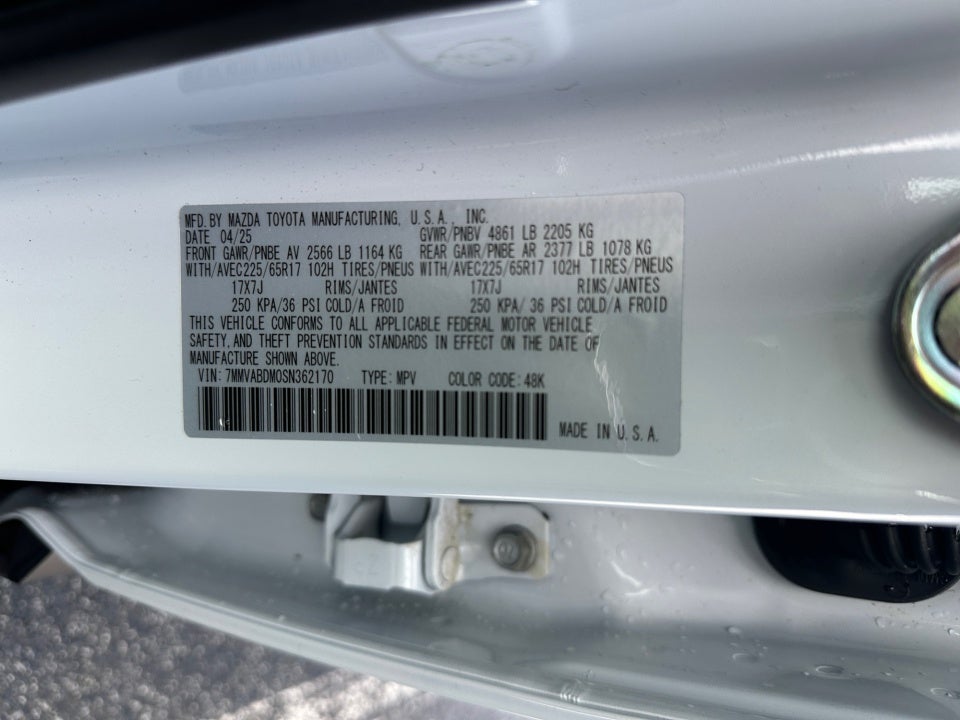 MFD. BY MAZDA TOYOTA MANUFACTURING, U.S.A., INC.
DATE 04/25 GVWR/PNBV 4861 LB 2205 KG
FRONT GAWR/PNBE AV 2566 LB 1164 KG REAR GAWR/PNBE AR 2377 LB 1078 KG
WITH/AVEC225/65R17 102H TIRES/PNEUS WITH/AVEC225/65R17 102H TIRES/PNEUS
17X7J RIMS/JANTES 17X7J RIMS/JANTES
250 KPA/36 PSI COLD/A FROID 250 KPA/36 PSI COLD/A FROID
THIS VEHICLE CONFORMS TO ALL APPLICABLE FEDERAL MOTOR VEHICLE
SAFETY, AND THEFT PREVENTION STANDARDS IN EFFECT ON THE DATE OF
MANUFACTURE SHOWN ABOVE.
VIN: 7MMVABDM0SN362170 TYPE: MPV COLOR CODE: 48K
MADE IN U.S.A.